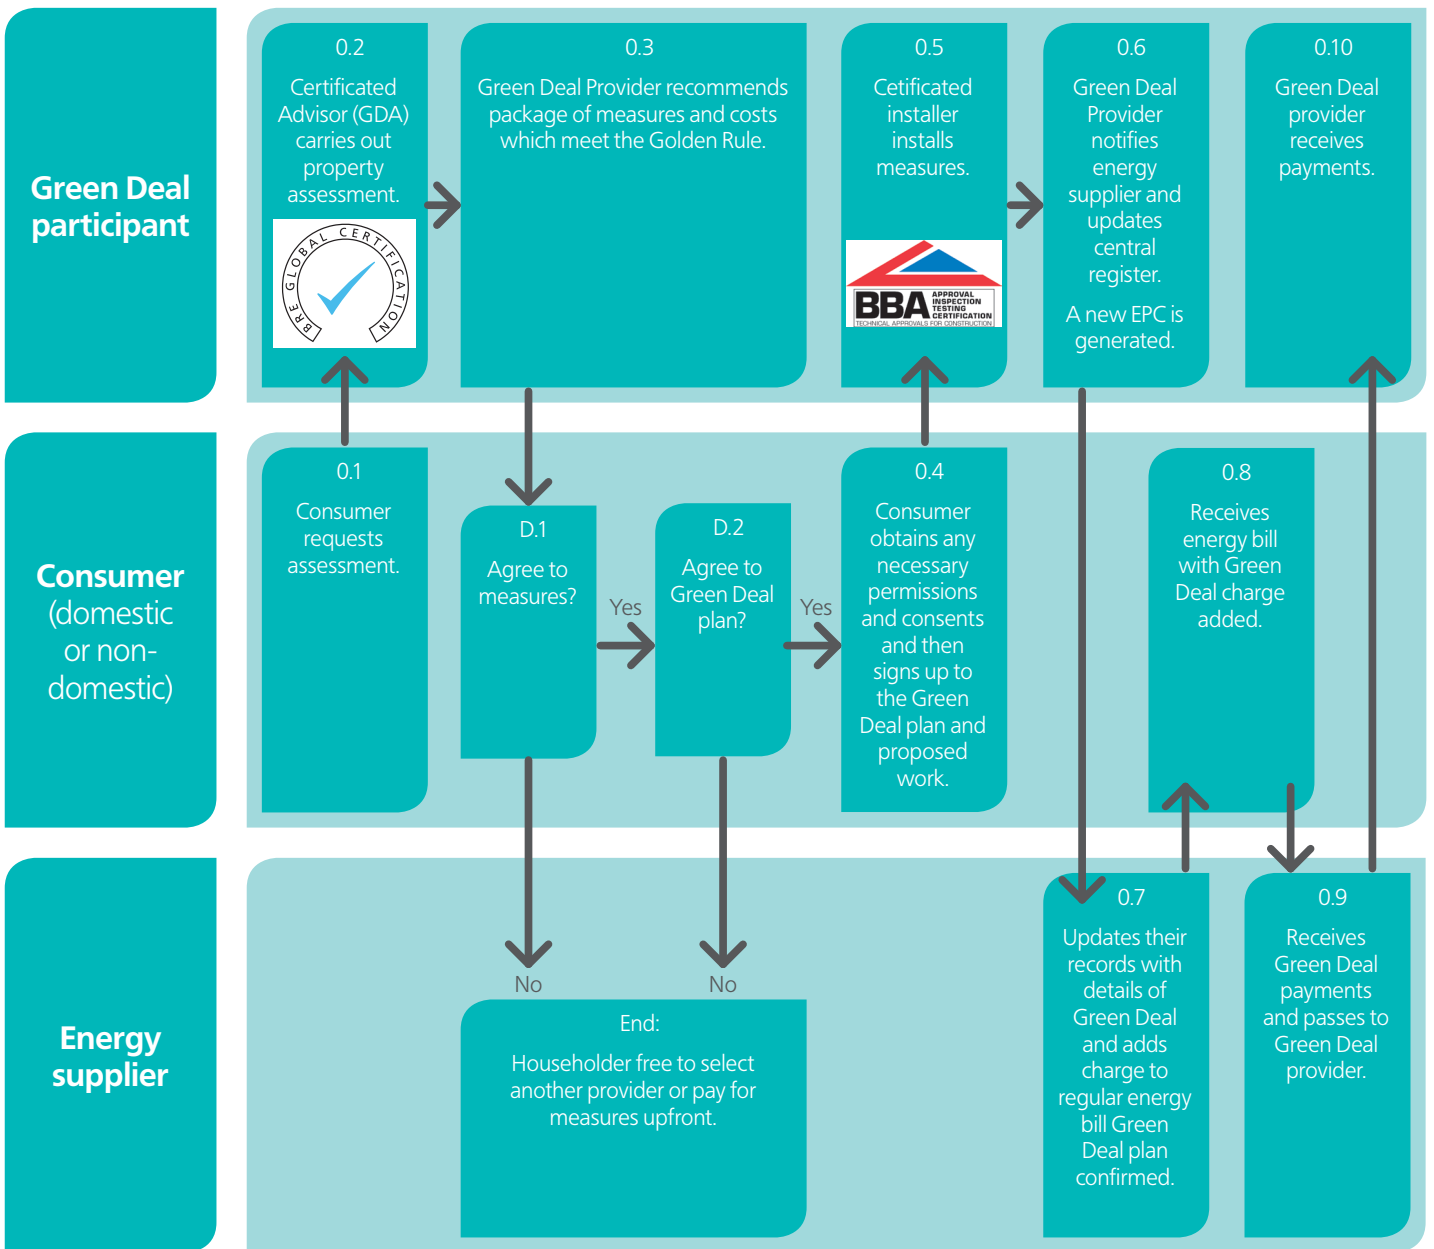 Green Deal
participant
0.2
Certificated
Advisor (GDA)
carries out
property
assessment.
BRE GLOBAL CERTIFICATION
0.3
Green Deal Provider recommends
package of measures and costs
which meet the Golden Rule.
0.5
Cetificated
installer
installs
measures.
BBA
APPROVAL
INSPECTION
TESTING
CERTIFICATION
TECHNICAL APPROVALS FOR CONSTRUCTION
0.6
Green Deal
Provider
notifies
energy
supplier and
updates
central
register.
A new EPC is
generated.
0.10
Green Deal
provider
receives
payments.
Consumer
(domestic
or non-
domestic)
0.1
Consumer
requests
assessment.
D.1
Agree to
measures?
Yes
D.2
Agree to
Green Deal
plan?
Yes
0.4
Consumer
obtains any
necessary
permissions
and consents
and then
signs up to
the Green
Deal plan and
proposed
work.
0.8
Receives
energy bill
with Green
Deal charge
added.
Energy
supplier
No
No
End:
Householder free to select
another provider or pay for
measures upfront.
0.7
Updates their
records with
details of
Green Deal
and adds
charge to
regular energy
bill Green
Deal plan
confirmed.
0.9
Receives
Green Deal
payments
and passes to
Green Deal
provider.